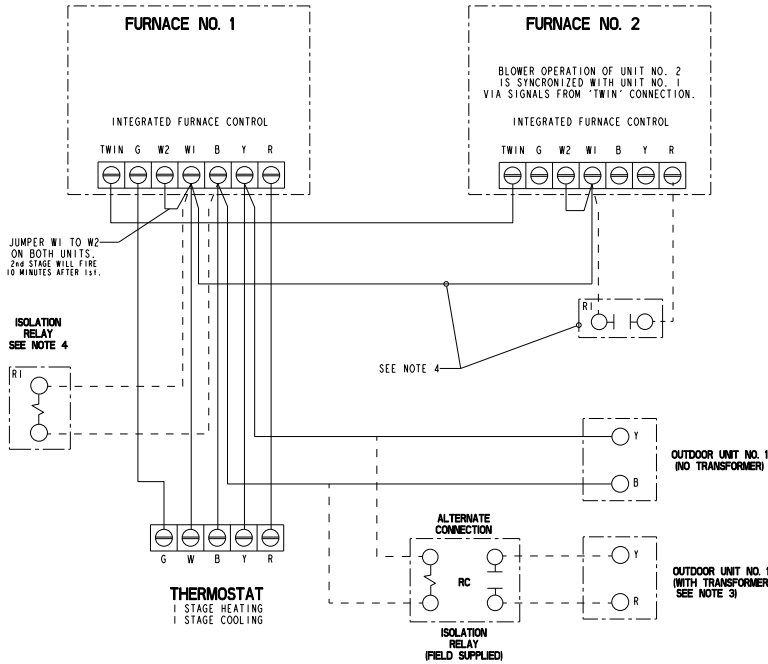 FURNACE NO. 1
INTEGRATED FURNACE CONTROL
TWIN G W2 W1 B Y R
FURNACE NO. 2
BLOWER OPERATION OF UNIT NO. 2
IS SYNCRONIZED WITH UNIT NO. 1
VIA SIGNALS FROM 'TWIN' CONNECTION.
INTEGRATED FURNACE CONTROL
TWIN G W2 W1 B Y R
JUMPER W1 TO W2
ON BOTH UNITS.
2nd STAGE WILL FIRE
10 MINUTES AFTER 1st.
ISOLATION
RELAY
SEE NOTE 4
R1
R1
SEE NOTE 4
Y
B
OUTDOOR UNIT NO. 1
(NO TRANSFORMER)
G W B Y R
THERMOSTAT
1 STAGE HEATING
1 STAGE COOLING
ALTERNATE
CONNECTION
RC
ISOLATION
RELAY
(FIELD SUPPLIED)
Y
R
OUTDOOR UNIT NO. 1
(WITH TRANSFORMER
SEE NOTE 3)